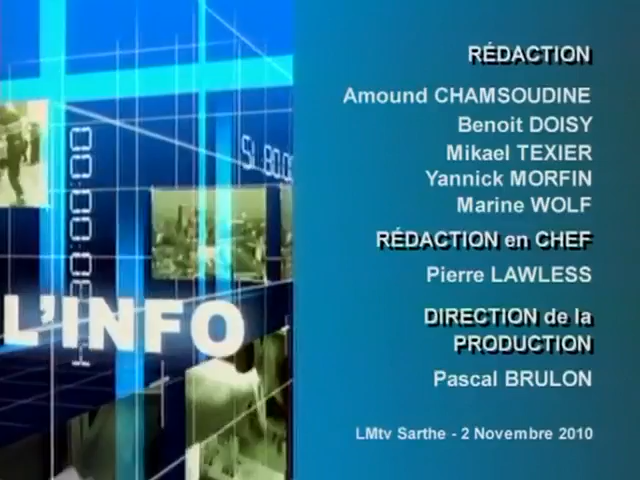 L'INFO
RÉDACTION
Amound CHAMSOUDINE
Benoit DOISY
Mikael TEXIER
Yannick MORFIN
Marine WOLF
RÉDACTION en CHEF
Pierre LAWLESS
DIRECTION de la
PRODUCTION
Pascal BRULON
LMtv Sarthe - 2 Novembre 2010